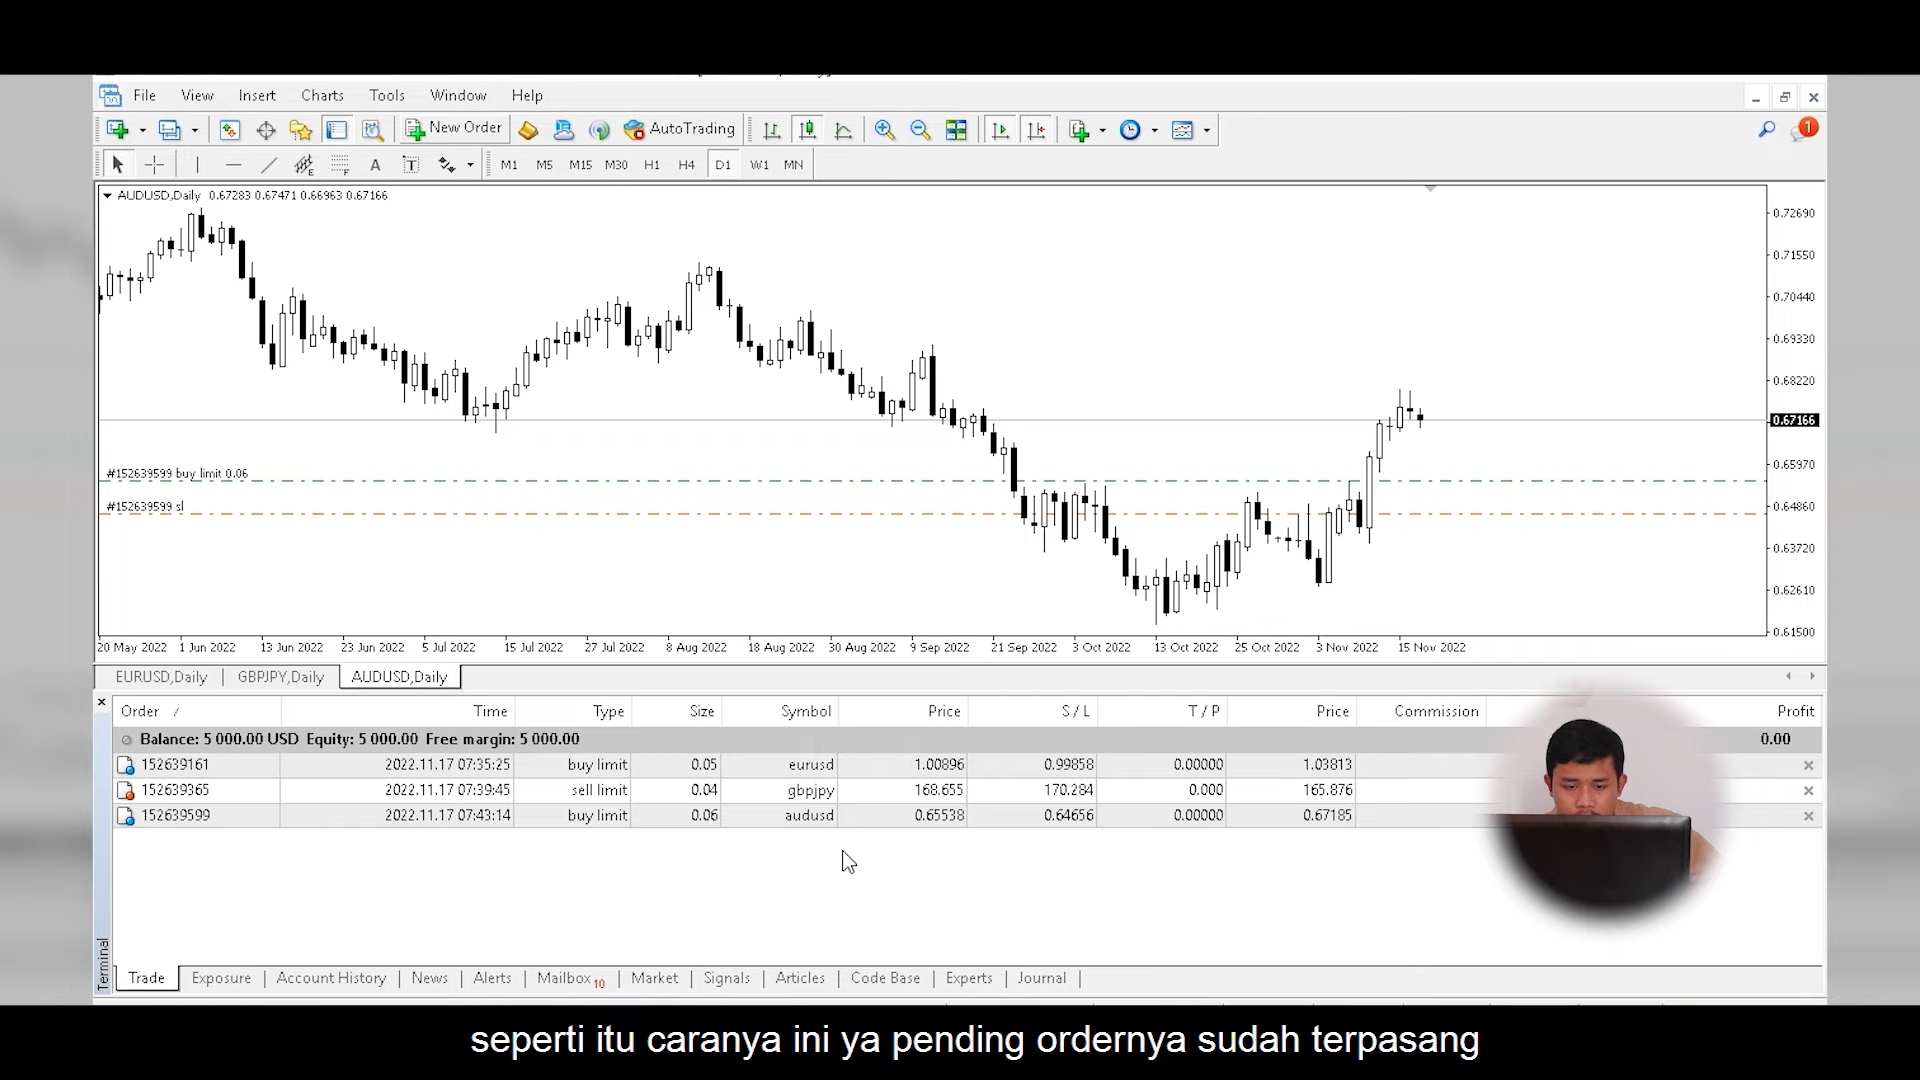 File View Insert Charts Tools Window Help
New Order AutoTrading 1
A T M1 M5 M15 M30 H1 H4 D1 W1 MN
AUDUSD,Daily 0.67283 0.67471 0.66963 0.67166
0.72690
0.71550
0.70440
0.69330
0.68220
0.67166
#152639599 buy limit 0.06
0.65970
#152639599 sl
0.64860
0.63720
0.62610
0.61500
20 May 2022 1 Jun 2022 13 Jun 2022 23 Jun 2022 5 Jul 2022 15 Jul 2022 27 Jul 2022 8 Aug 2022 18 Aug 2022 30 Aug 2022 9 Sep 2022 21 Sep 2022 3 Oct 2022 13 Oct 2022 25 Oct 2022 3 Nov 2022 15 Nov 2022
EURUSD,Daily GBPJPY,Daily AUDUSD,Daily
Order / Time Type Size Symbol Price S / L T / P Price Commission Profit
Balance: 5 000.00 USD Equity: 5 000.00 Free margin: 5 000.00 0.00
152639161 2022.11.17 07:35:25 buy limit 0.05 eurusd 1.00896 0.99858 0.00000 1.03813
152639365 2022.11.17 07:39:45 sell limit 0.04 gbpjpy 168.655 170.284 0.000 165.876
152639599 2022.11.17 07:43:14 buy limit 0.06 audusd 0.65538 0.64656 0.00000 0.67185
Terminal
Trade Exposure Account History News Alerts Mailbox 10 Market Signals Articles Code Base Experts Journal
seperti itu caranya ini ya pending ordernya sudah terpasang